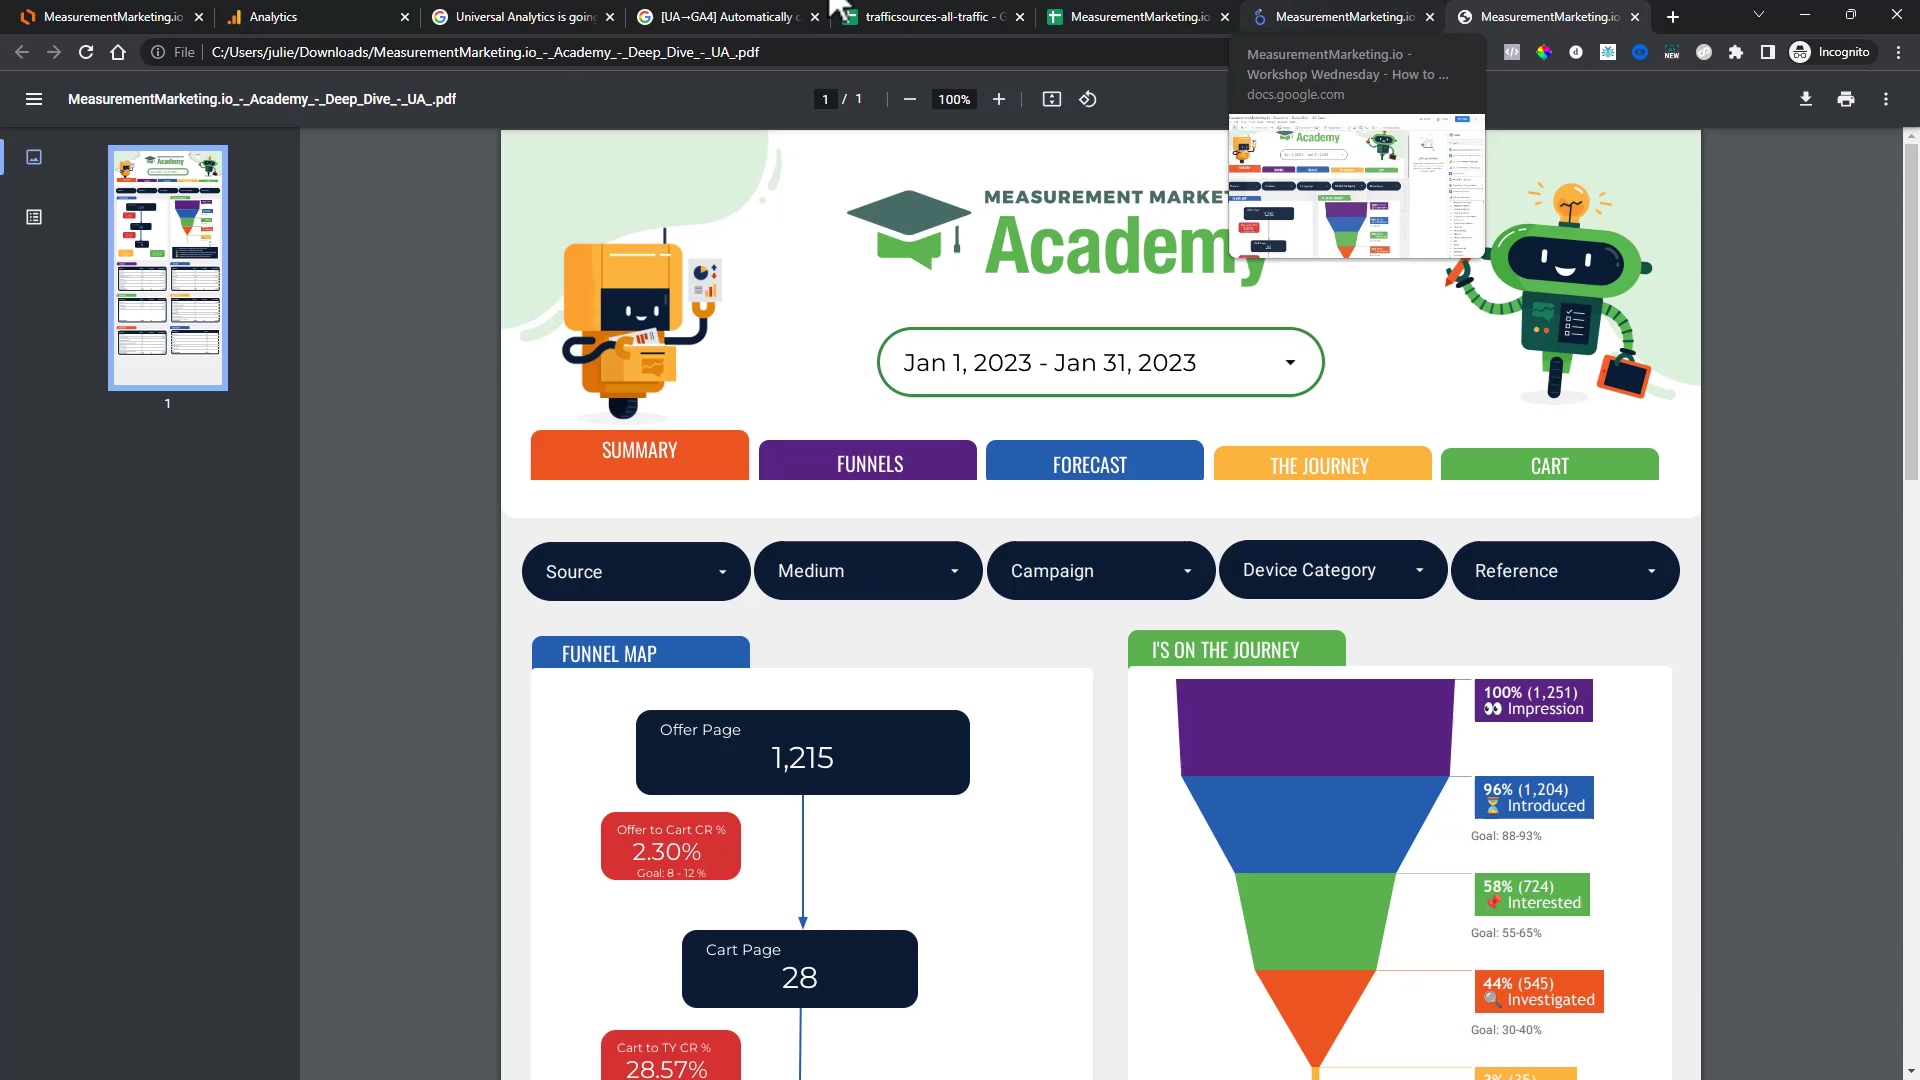 MeasurementMarketing.io
Analytics
Universal Analytics is goin
[UA→GA4] Automatically c
trafficsources-all-traffic - G
MeasurementMarketing.io
MeasurementMarketing.io
MeasurementMarketing.io
File
C:/Users/julie/Downloads/MeasurementMarketing.io_-_Academy_-_Deep_Dive_-_UA_.pdf
NEW
Incognito
MeasurementMarketing.io -
Workshop Wednesday - How to ...
docs.google.com
MeasurementMarketing.io_-_Academy_-_Deep_Dive_-_UA_.pdf
1 / 1
100%
1
MEASUREMENT MARKE
Academy
Jan 1, 2023 - Jan 31, 2023
SUMMARY
FUNNELS
FORECAST
THE JOURNEY
CART
Source
Medium
Campaign
Device Category
Reference
FUNNEL MAP
Offer Page
1,215
Offer to Cart CR %
2.30%
Goal: 8 - 12 %
Cart Page
28
Cart to TY CR %
28.57%
I'S ON THE JOURNEY
100% (1,251)
👀 Impression
96% (1,204)
⏳ Introduced
Goal: 88-93%
58% (724)
📌 Interested
Goal: 55-65%
44% (545)
🔍 Investigated
Goal: 30-40%